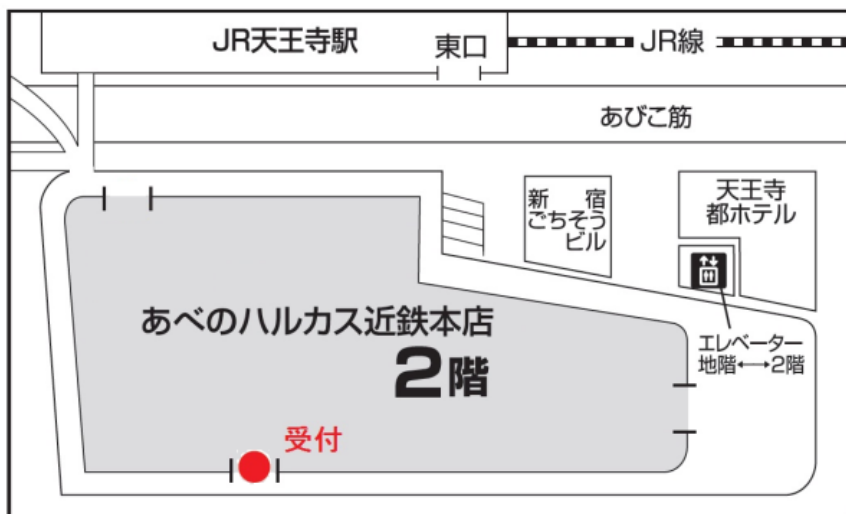 JR天王寺駅
東口
JR線
あびこ筋
新 宿
ごちそう
ビル
天王寺
都ホテル
エレベーター
地階⟷2階
あべのハルカス近鉄本店
2階
受付